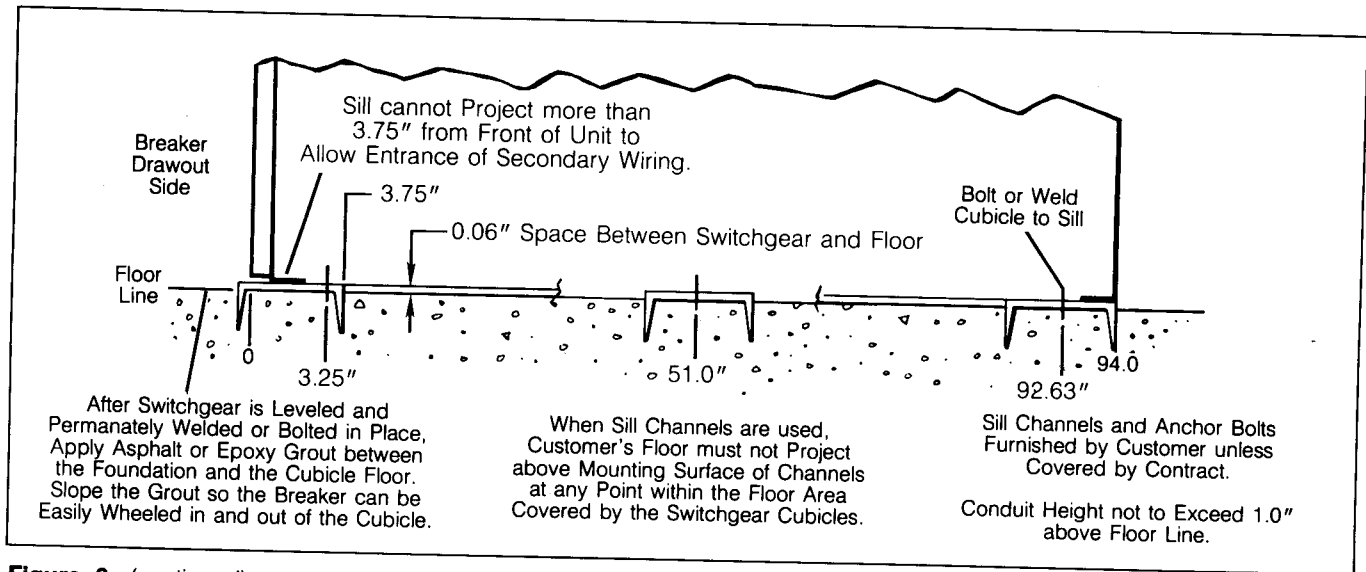 Sill cannot Project more than
3.75" from Front of Unit to
Allow Entrance of Secondary Wiring.
Breaker
Drawout
Side
3.75"
Bolt or Weld
Cubicle to Sill
0.06" Space Between Switchgear and Floor
Floor
Line
0
3.25"
51.0"
92.63"
94.0
After Switchgear is Leveled and
Permanately Welded or Bolted in Place,
Apply Asphalt or Epoxy Grout between
the Foundation and the Cubicle Floor.
Slope the Grout so the Breaker can be
Easily Wheeled in and out of the Cubicle.
When Sill Channels are used,
Customer's Floor must not Project
above Mounting Surface of Channels
at any Point within the Floor Area
Covered by the Switchgear Cubicles.
Sill Channels and Anchor Bolts
Furnished by Customer unless
Covered by Contract.
Conduit Height not to Exceed 1.0"
above Floor Line.
Figure